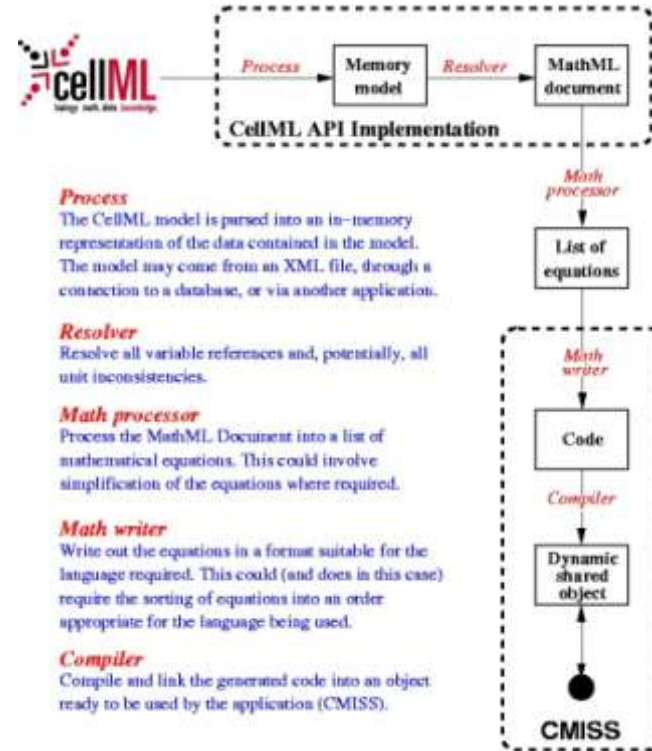 cellML
biology, math, data, knowledge.
Process
Memory
model
Resolver
MathML
document
CellML API Implementation
Math
processor
List of
equations
Math
writer
Code
Compiler
Dynamic
shared
object
CMISS
Process
The CellML model is parsed into an in-memory
representation of the data contained in the model.
The model may come from an XML file, through a
connection to a database, or via another application.
Resolver
Resolve all variable references and, potentially, all
unit inconsistencies.
Math processor
Process the MathML Document into a list of
mathematical equations. This could involve
simplification of the equations where required.
Math writer
Write out the equations in a format suitable for the
language required. This could (and does in this case)
require the sorting of equations into an order
appropriate for the language being used.
Compiler
Compile and link the generated code into an object
ready to be used by the application (CMISS).